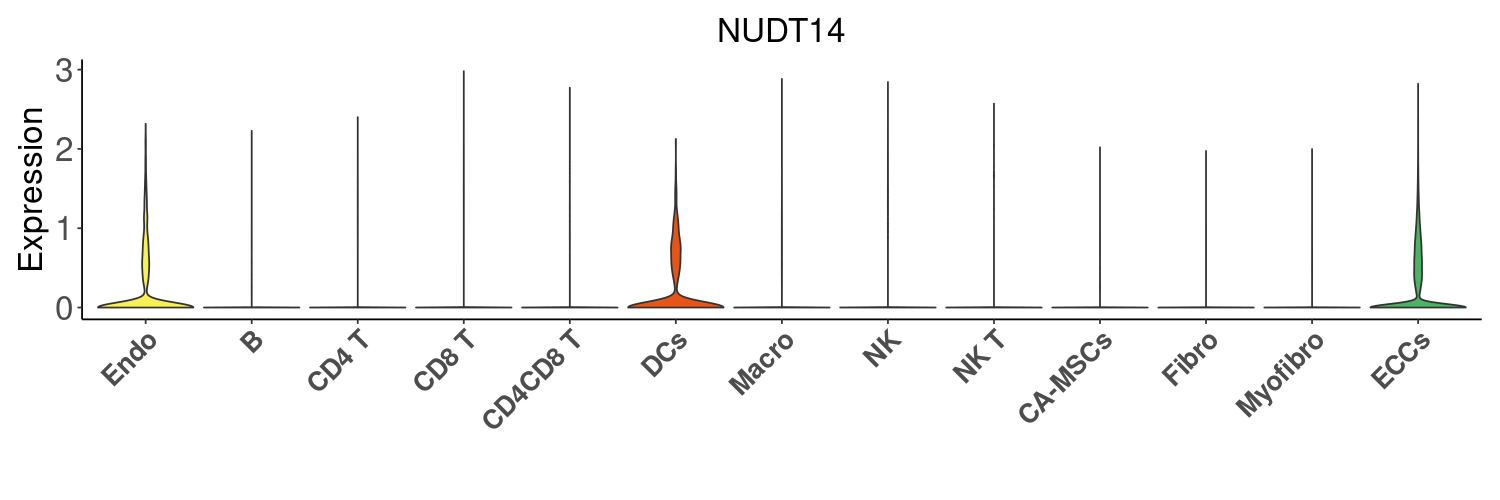 NUDT14
Expression
3
2
1
0
Endo
B
CD4 T
CD8 T
CD4CD8 T
DCs
Macro
NK
NK T
CA-MSCs
Fibro
Myofibro
ECCs